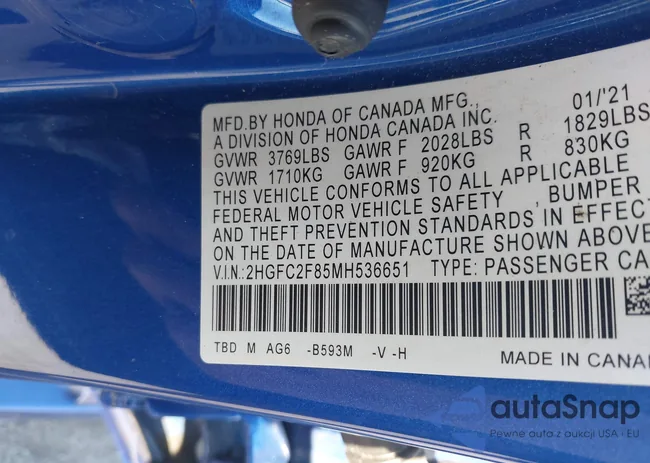 MFD.BY HONDA OF CANADA MFG. 01/'21
A DIVISION OF HONDA CANADA INC.
GVWR 3769LBS GAWR F 2028LBS R 1829LBS
GVWR 1710KG GAWR F 920KG R 830KG
THIS VEHICLE CONFORMS TO ALL APPLICABLE
FEDERAL MOTOR VEHICLE SAFETY , BUMPER
AND THEFT PREVENTION STANDARDS IN EFFECT
ON THE DATE OF MANUFACTURE SHOWN ABOVE
V.I.N.: 2HGFC2F85MH536651 TYPE: PASSENGER CA
TBD M AG6 -B593M -V -H MADE IN CANA
autaSnap
Pewne auta z aukcji USA i EU